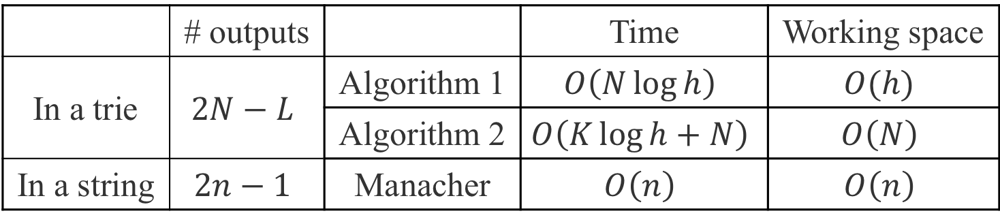 # outputs Time Working space
In a trie 2N − L Algorithm 1 O(N log h) O(h)
Algorithm 2 O(K log h + N) O(N)
In a string 2n − 1 Manacher O(n) O(n)